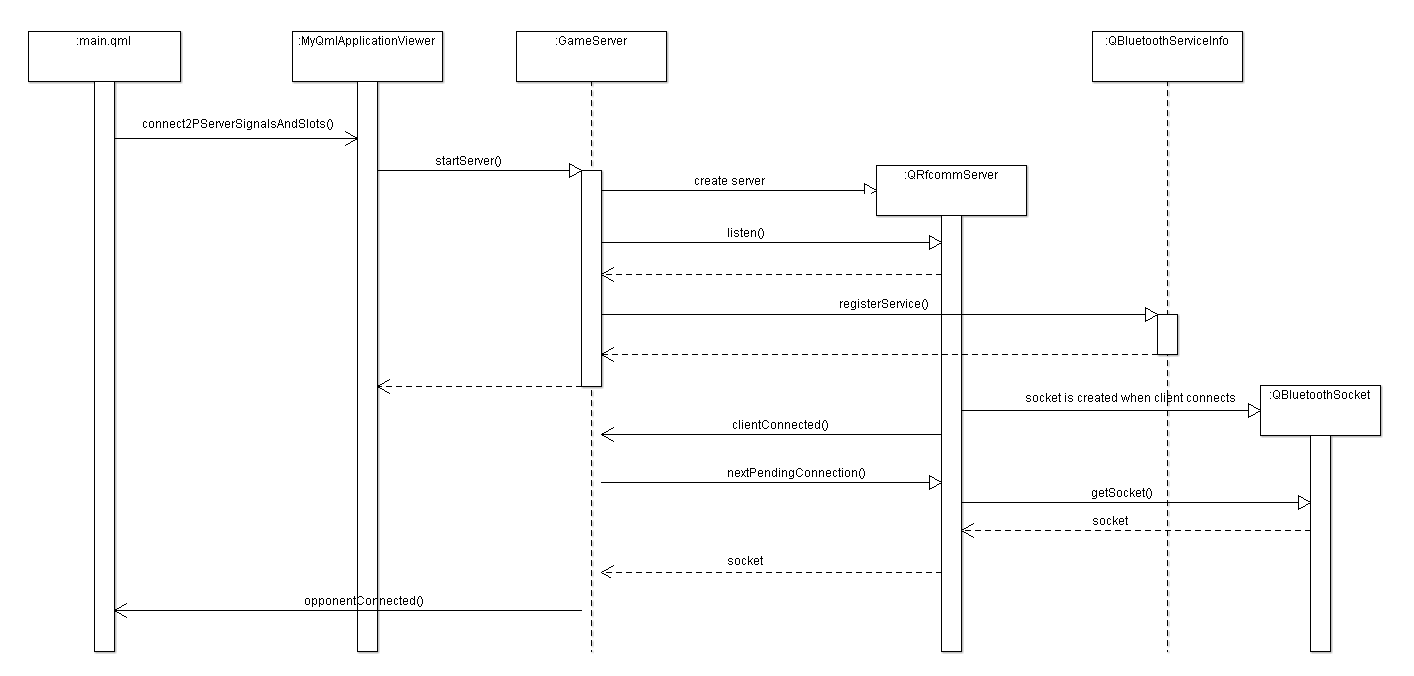 :main.qml
:MyQmlApplicationViewer
:GameServer
:QBluetoothServiceInfo
connect2PServerSignalsAndSlots()
startServer()
create server
:QRfcommServer
listen()
registerService()
socket is created when client connects
:QBluetoothSocket
clientConnected()
nextPendingConnection()
getSocket()
socket
socket
opponentConnected()